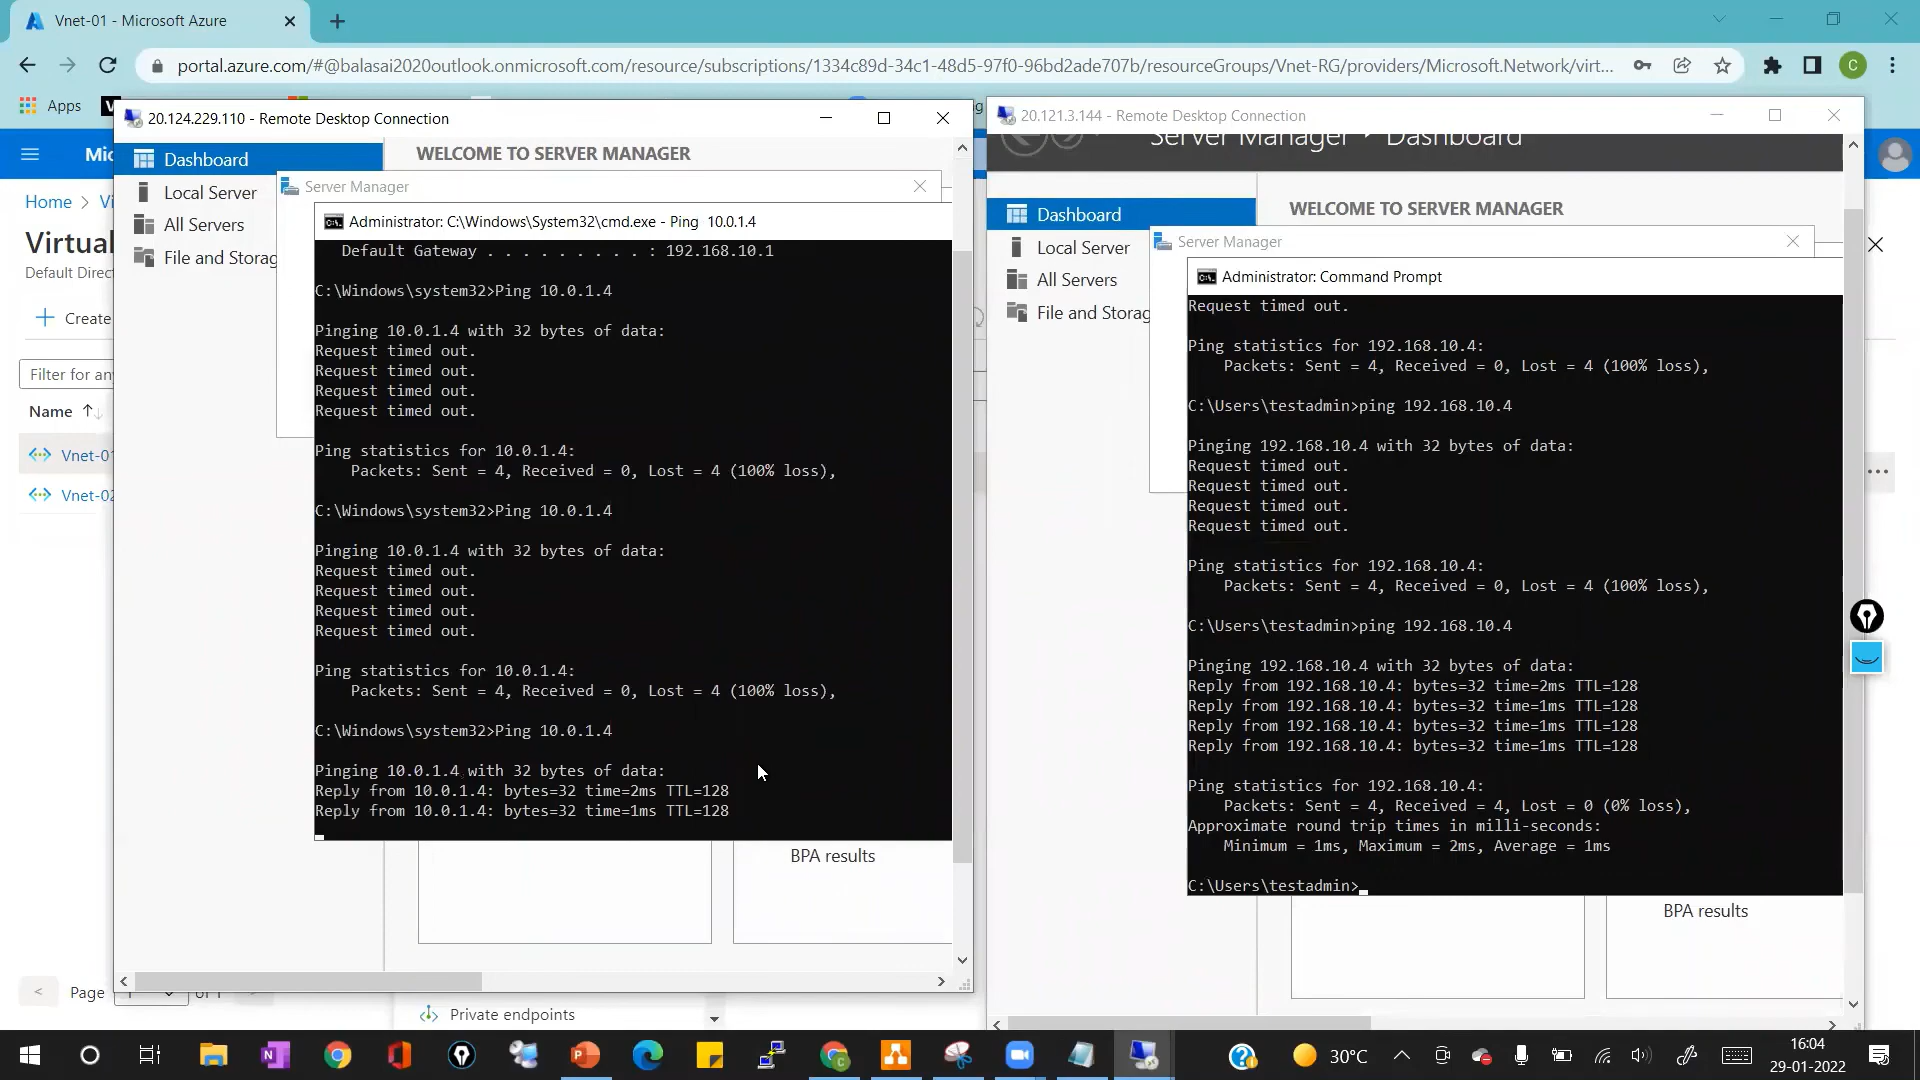 Vnet-01 - Microsoft Azure
portal.azure.com/#@balasai2020outlook.onmicrosoft.com/resource/subscriptions/1334c89d-34c1-48d5-97f0-96bd2ade707b/resourceGroups/Vnet-RG/providers/Microsoft.Network/virt...
C
Apps
20.124.229.110 - Remote Desktop Connection
Home
Virtual
Default Direc
Create
Filter for any
Name
Vnet-01
Vnet-02
Page
Dashboard
Local Server
All Servers
File and Storag
WELCOME TO SERVER MANAGER
Server Manager
Administrator: C:\Windows\System32\cmd.exe - Ping 10.0.1.4
Default Gateway . . . . . . . . . : 192.168.10.1
C:\Windows\system32>Ping 10.0.1.4
Pinging 10.0.1.4 with 32 bytes of data:
Request timed out.
Request timed out.
Request timed out.
Request timed out.
Ping statistics for 10.0.1.4:
Packets: Sent = 4, Received = 0, Lost = 4 (100% loss),
C:\Windows\system32>Ping 10.0.1.4
Pinging 10.0.1.4 with 32 bytes of data:
Request timed out.
Request timed out.
Request timed out.
Request timed out.
Ping statistics for 10.0.1.4:
Packets: Sent = 4, Received = 0, Lost = 4 (100% loss),
C:\Windows\system32>Ping 10.0.1.4
Pinging 10.0.1.4 with 32 bytes of data:
Reply from 10.0.1.4: bytes=32 time=2ms TTL=128
Reply from 10.0.1.4: bytes=32 time=1ms TTL=128
BPA results
Private endpoints
20.121.3.144 - Remote Desktop Connection
Server Manager
Dashboard
Dashboard
Local Server
All Servers
File and Storag
WELCOME TO SERVER MANAGER
Server Manager
Administrator: Command Prompt
Request timed out.
Ping statistics for 192.168.10.4:
Packets: Sent = 4, Received = 0, Lost = 4 (100% loss),
C:\Users\testadmin>ping 192.168.10.4
Pinging 192.168.10.4 with 32 bytes of data:
Request timed out.
Request timed out.
Request timed out.
Request timed out.
Ping statistics for 192.168.10.4:
Packets: Sent = 4, Received = 0, Lost = 4 (100% loss),
C:\Users\testadmin>ping 192.168.10.4
Pinging 192.168.10.4 with 32 bytes of data:
Reply from 192.168.10.4: bytes=32 time=2ms TTL=128
Reply from 192.168.10.4: bytes=32 time=1ms TTL=128
Reply from 192.168.10.4: bytes=32 time=1ms TTL=128
Reply from 192.168.10.4: bytes=32 time=1ms TTL=128
Ping statistics for 192.168.10.4:
Packets: Sent = 4, Received = 4, Lost = 0 (0% loss),
Approximate round trip times in milli-seconds:
Minimum = 1ms, Maximum = 2ms, Average = 1ms
C:\Users\testadmin>
BPA results
30°C
16:04
29-01-2022